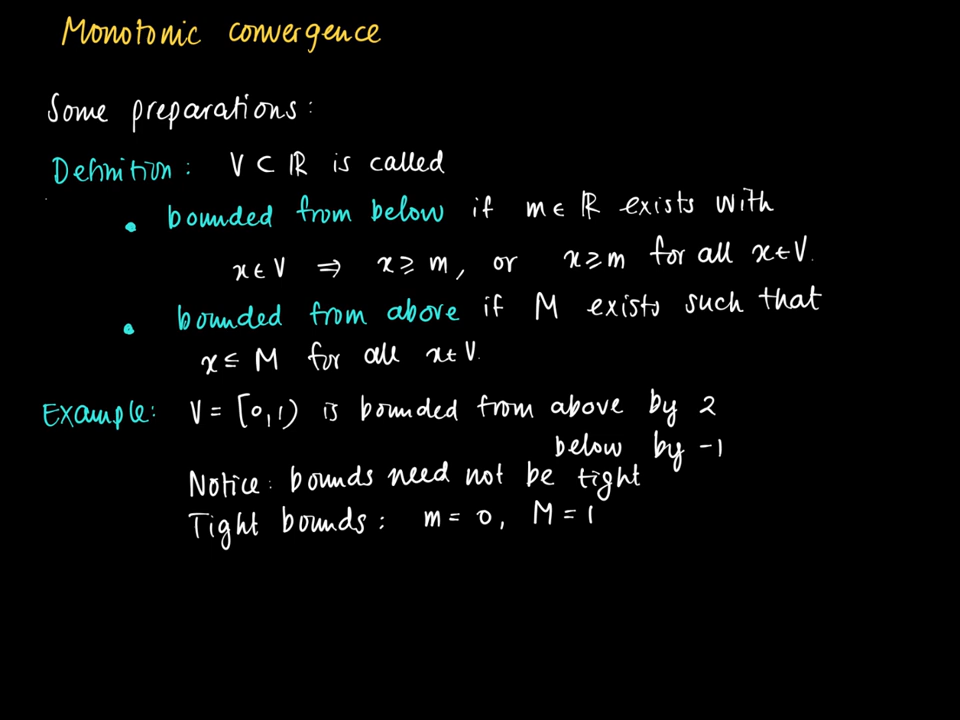 Monotonic convergence
Some preparations:
Definition: V ⊂ ℝ is called
• bounded from below if m ∈ ℝ exists with
x ∈ V ⇒ x ⩾ m, or x ⩾ m for all x ∈ V.
• bounded from above if M exists such that
x ≤ M for all x ∈ V.
Example: V = [0,1) is bounded from above by 2
below by -1
Notice: bounds need not be tight
Tight bounds: m = 0, M = 1